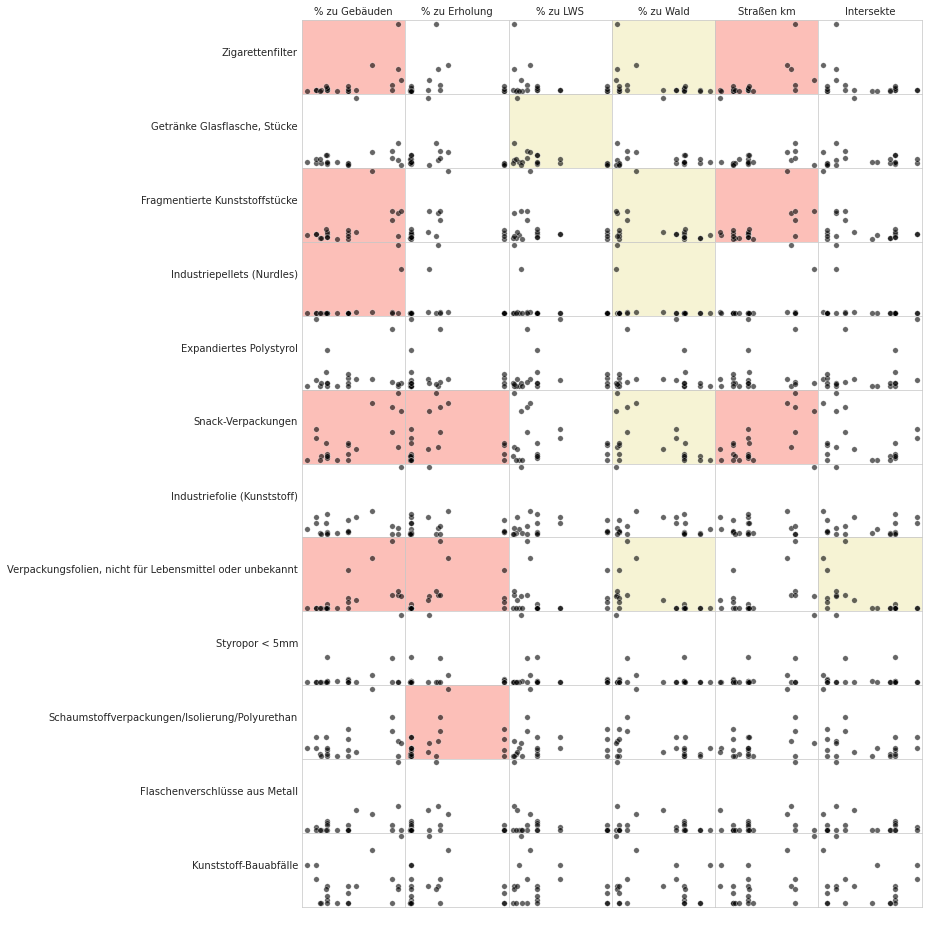 % zu Gebäuden % zu Erholung % zu LWS % zu Wald Straßen km Intersekte
Zigarettenfilter
Getränke Glasflasche, Stücke
Fragmentierte Kunststoffstücke
Industriepellets (Nurdles)
Expandiertes Polystyrol
Snack-Verpackungen
Industriefolie (Kunststoff)
Verpackungsfolien, nicht für Lebensmittel oder unbekannt
Styropor < 5mm
Schaumstoffverpackungen/Isolierung/Polyurethan
Flaschenverschlüsse aus Metall
Kunststoff-Bauabfälle